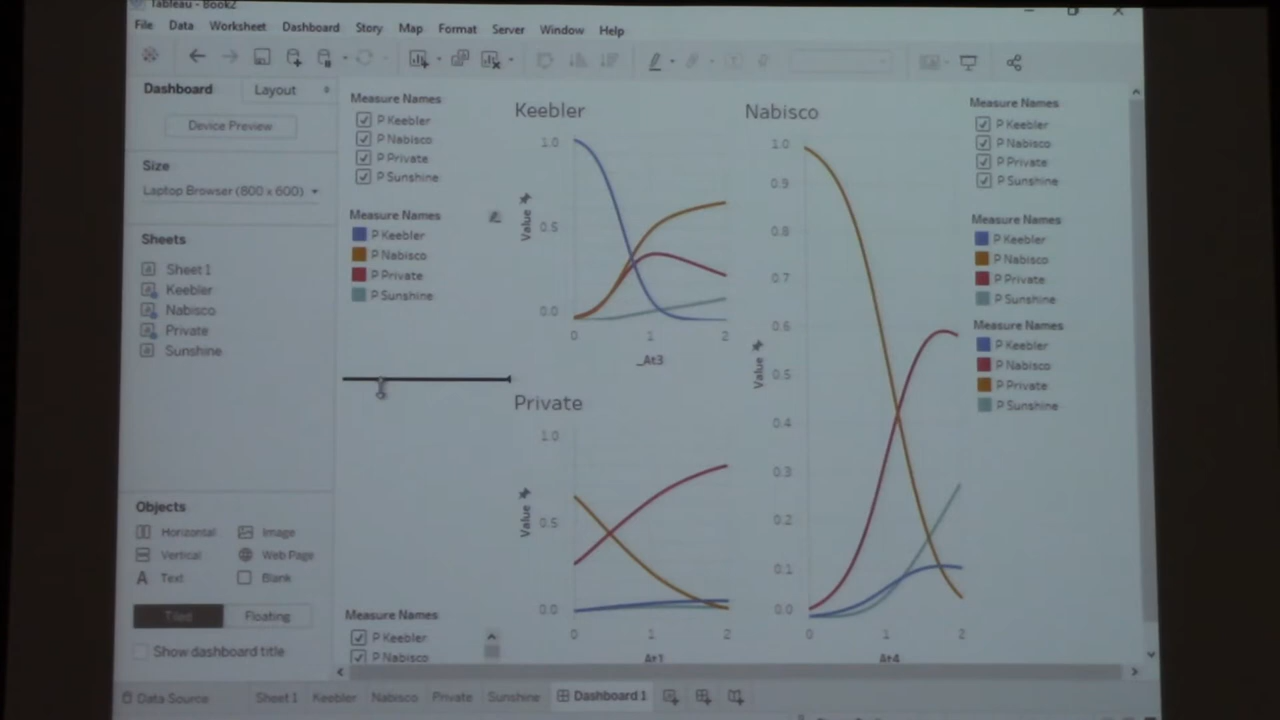 Tableau - Book2
File Data Worksheet Dashboard Story Map Format Server Window Help
Dashboard Layout
Device Preview
Size
Laptop Browser (800 x 600)
Sheets
Sheet 1
Keebler
Nabisco
Private
Sunshine
Objects
Horizontal Image
Vertical Web Page
A Text Blank
Tiled Floating
Show dashboard title
Measure Names
P Keebler
P Nabisco
P Private
P Sunshine
Measure Names
P Keebler
P Nabisco
P Private
P Sunshine
Measure Names
P Keebler
P Nabisco
Keebler
1.0
0.5
0.0
Value
0 1 2
_At3
Private
1.0
0.5
0.0
Value
0 1 2
At1
Nabisco
1.0
0.9
0.8
0.7
0.6
0.5
0.4
0.3
0.2
0.1
0.0
Value
0 1 2
At4
Measure Names
P Keebler
P Nabisco
P Private
P Sunshine
Measure Names
P Keebler
P Nabisco
P Private
P Sunshine
Measure Names
P Keebler
P Nabisco
P Private
P Sunshine
Data Source Sheet 1 Keebler Nabisco Private Sunshine Dashboard 1